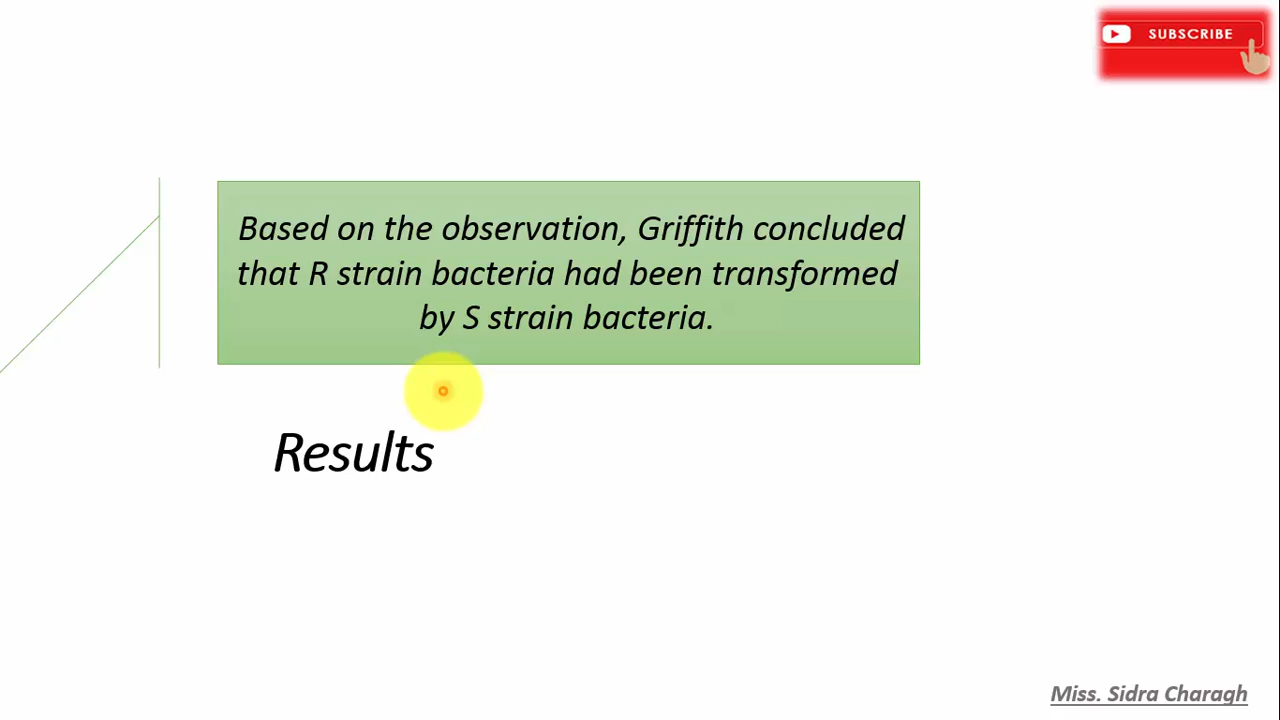 SUBSCRIBE
Based on the observation, Griffith concluded
that R strain bacteria had been transformed
by S strain bacteria.
Results
Miss. Sidra Charagh